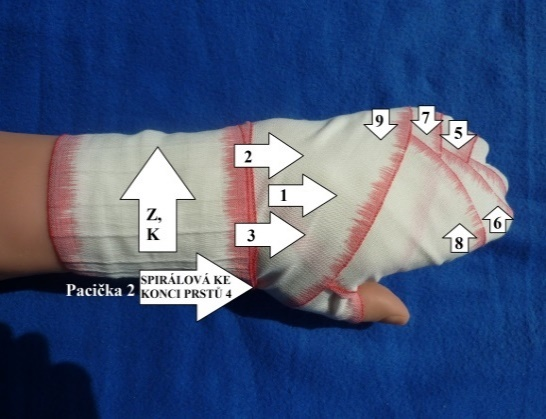 9
7
5
2
1
Z,
K
3
6
8
Pacička 2
SPIRÁLOVÁ KE
KONCI PRSTŮ 4